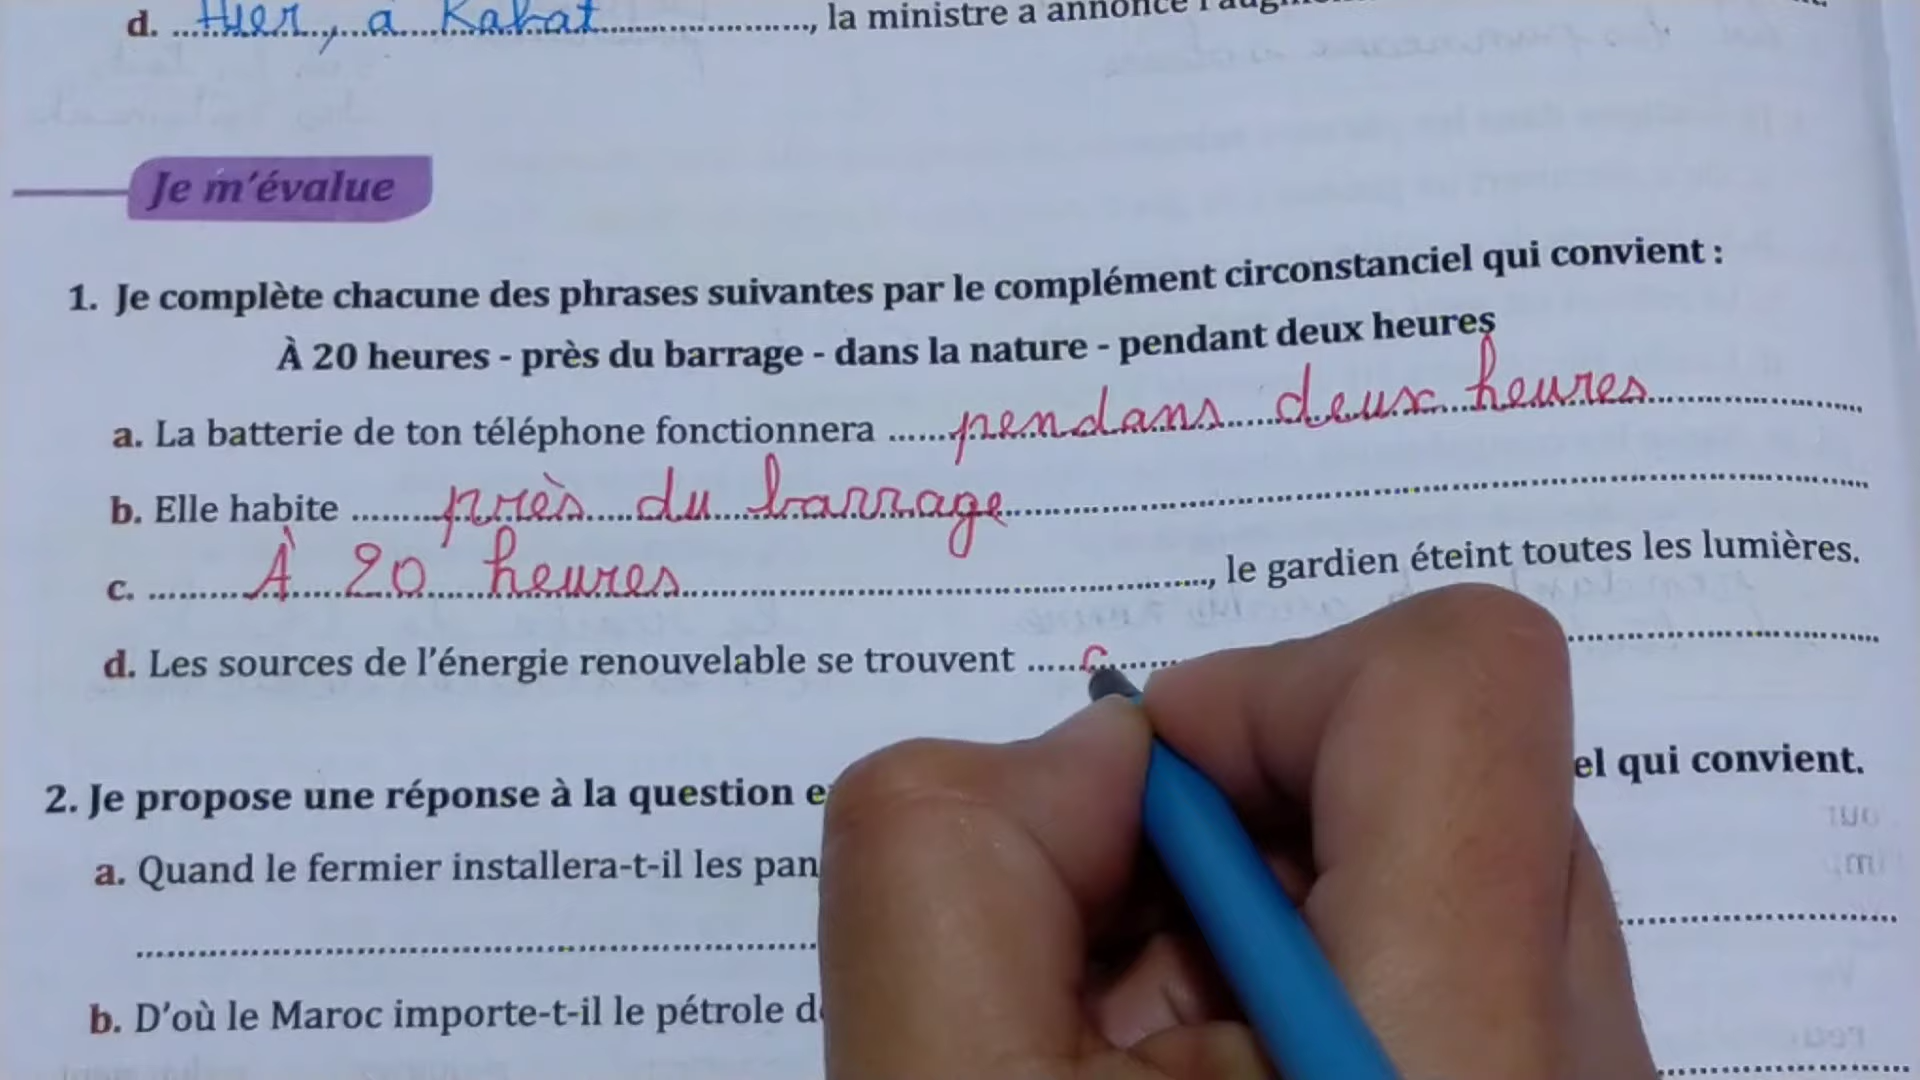 d. Hier, à Rabat, la ministre a annoncé
Je m'évalue
1. Je complète chacune des phrases suivantes par le complément circonstanciel qui convient :
À 20 heures - près du barrage - dans la nature - pendant deux heures
a. La batterie de ton téléphone fonctionnera pendans deux heures
b. Elle habite près du barrage
c. À 20 heures, le gardien éteint toutes les lumières.
d. Les sources de l'énergie renouvelable se trouvent
2. Je propose une réponse à la question el qui convient.
a. Quand le fermier installera-t-il les pan
b. D'où le Maroc importe-t-il le pétrole d